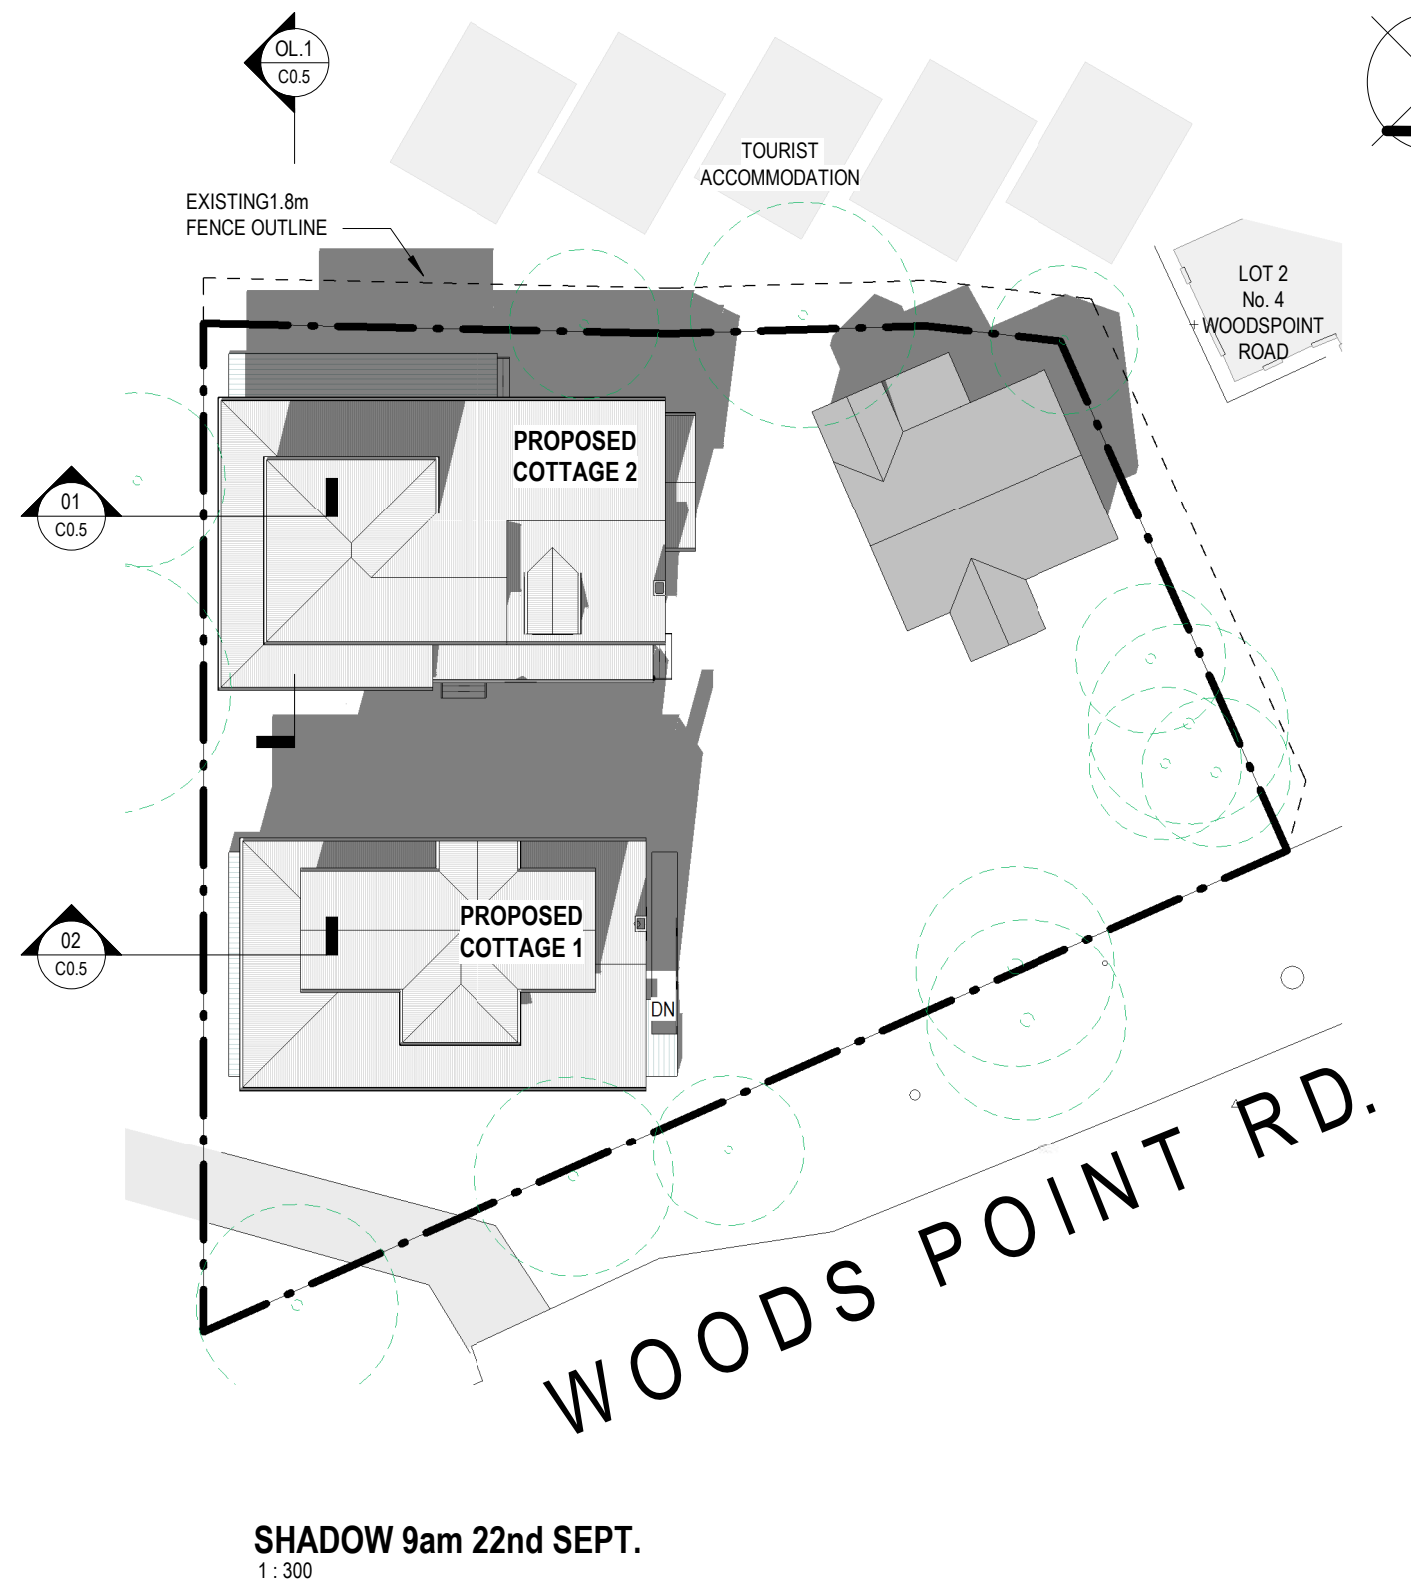 OL.1
C0.5
TOURIST
ACCOMMODATION
EXISTING1.8m
FENCE OUTLINE
LOT 2
No. 4
WOODSPOINT
ROAD
PROPOSED
COTTAGE 2
01
C0.5
PROPOSED
COTTAGE 1
02
C0.5
DN
WOODS POINT RD.
SHADOW 9am 22nd SEPT.
1 : 300